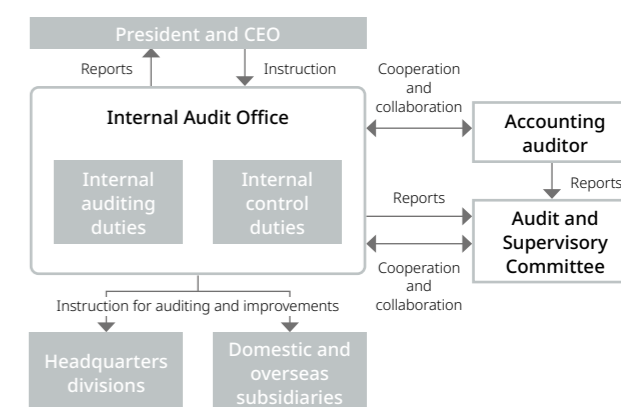 President and CEO
Reports
Instruction
Cooperation
and
collaboration
Internal Audit Office
Accounting
auditor
Internal
auditing
duties
Internal
control
duties
Reports
Reports
Audit and
Supervisory
Committee
Cooperation
and
collaboration
Instruction for auditing and improvements
Headquarters
divisions
Domestic and
overseas
subsidiaries